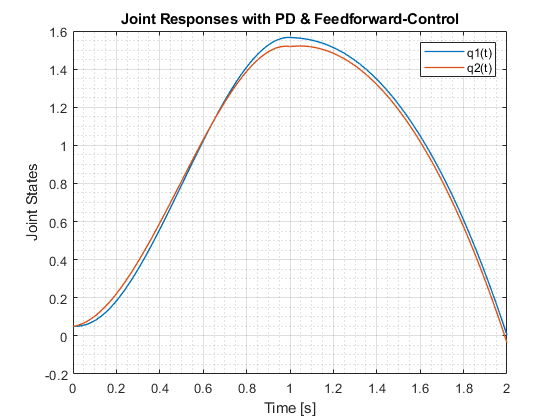 Joint Responses with PD & Feedforward-Control
q1(t)
q2(t)
Joint States
1.6
1.4
1.2
1
0.8
0.6
0.4
0.2
0
-0.2
0 0.2 0.4 0.6 0.8 1 1.2 1.4 1.6 1.8 2
Time [s]